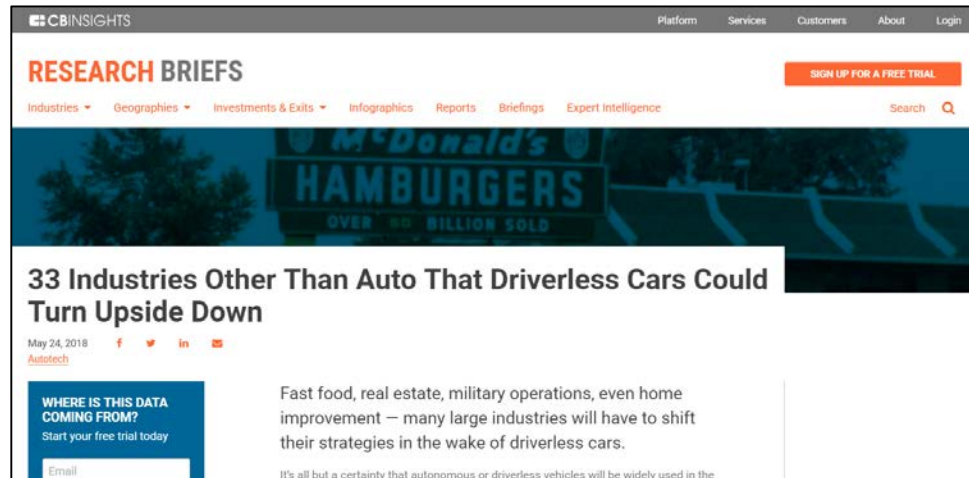 CBINSIGHTS
Platform Services Customers About Login
RESEARCH BRIEFS
SIGN UP FOR A FREE TRIAL
Industries Geographies Investments & Exits Infographics Reports Briefings Expert Intelligence Search
McDonald's
HAMBURGERS
OVER BILLION SOLD
33 Industries Other Than Auto That Driverless Cars Could
Turn Upside Down
May 24, 2018
Autotech
WHERE IS THIS DATA
COMING FROM?
Start your free trial today
Email
Fast food, real estate, military operations, even home
improvement — many large industries will have to shift
their strategies in the wake of driverless cars.
It's all but a certainty that autonomous or driverless vehicles will be widely used in the